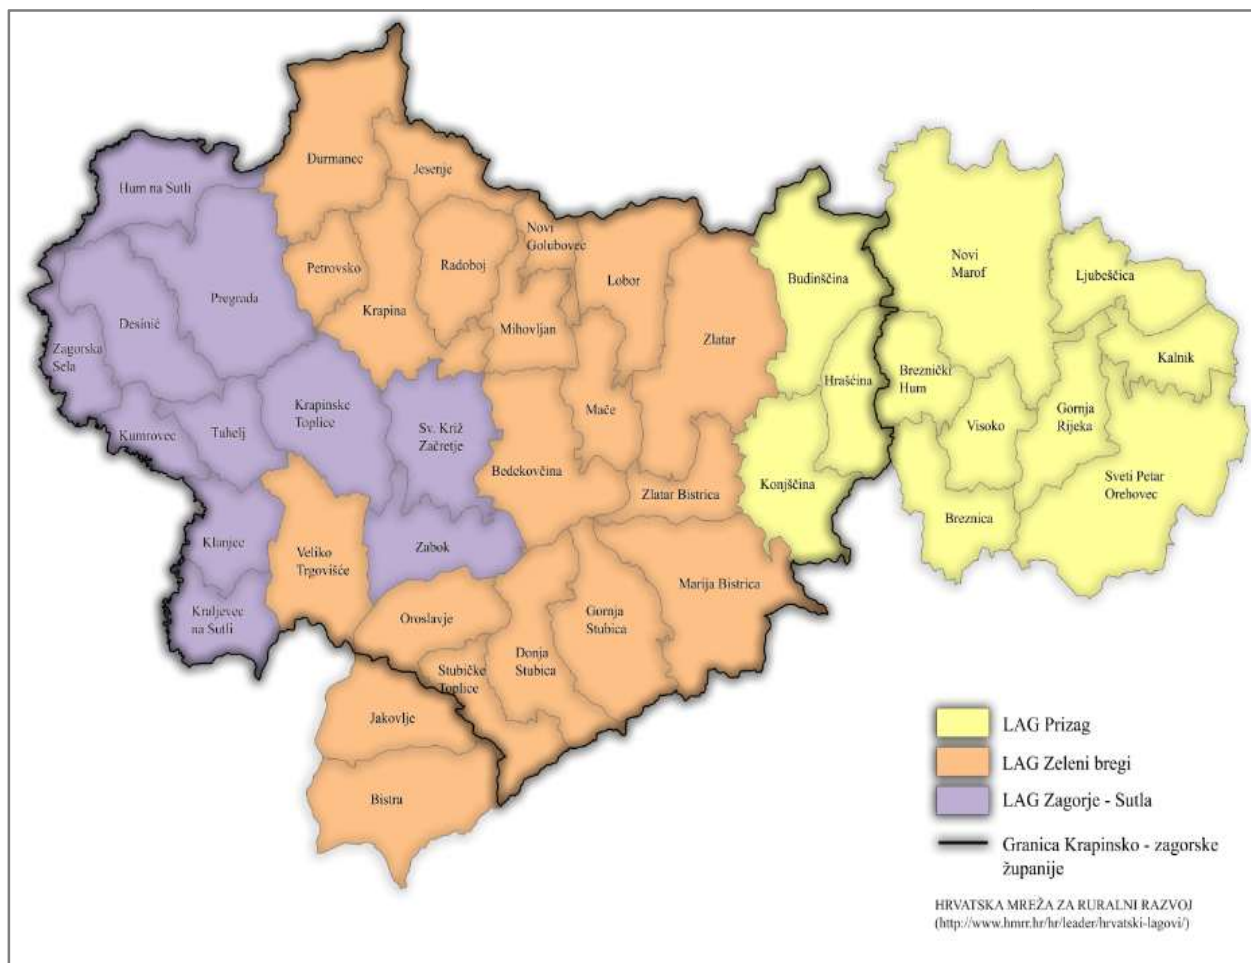 Durmanec
Jesenje
Hum na Sutli
Novi
Golubovec
Petrovsko
Radoboj
Lobor
Budinščina
Novi
Marof
Ljubeščica
Pregrada
Krapina
Desinić
Mihovljan
Zlatar
Zagorska
Sela
Hrašćina
Breznički
Hum
Kalnik
Krapinske
Toplice
Mače
Gornja
Rijeka
Kumrovec
Tuhelj
Sv. Križ
Začretje
Visoko
Bedekovčina
Konjščina
Sveti Petar
Orehovec
Zlatar Bistrica
Breznica
Klanjec
Veliko
Trgovišće
Zabok
Marija Bistrica
Kraljevec
na Sutli
Oroslavje
Gornja
Stubica
Donja
Stubica
Stubičke
Toplice
Jakovlje
Bistra
LAG Prizag
LAG Zeleni bregi
LAG Zagorje - Sutla
Granica Krapinsko - zagorske
županije
HRVATSKA MREŽA ZA RURALNI RAZVOJ
(http://www.hmrr.hr/hr/leader/hrvatski-lagovi/)